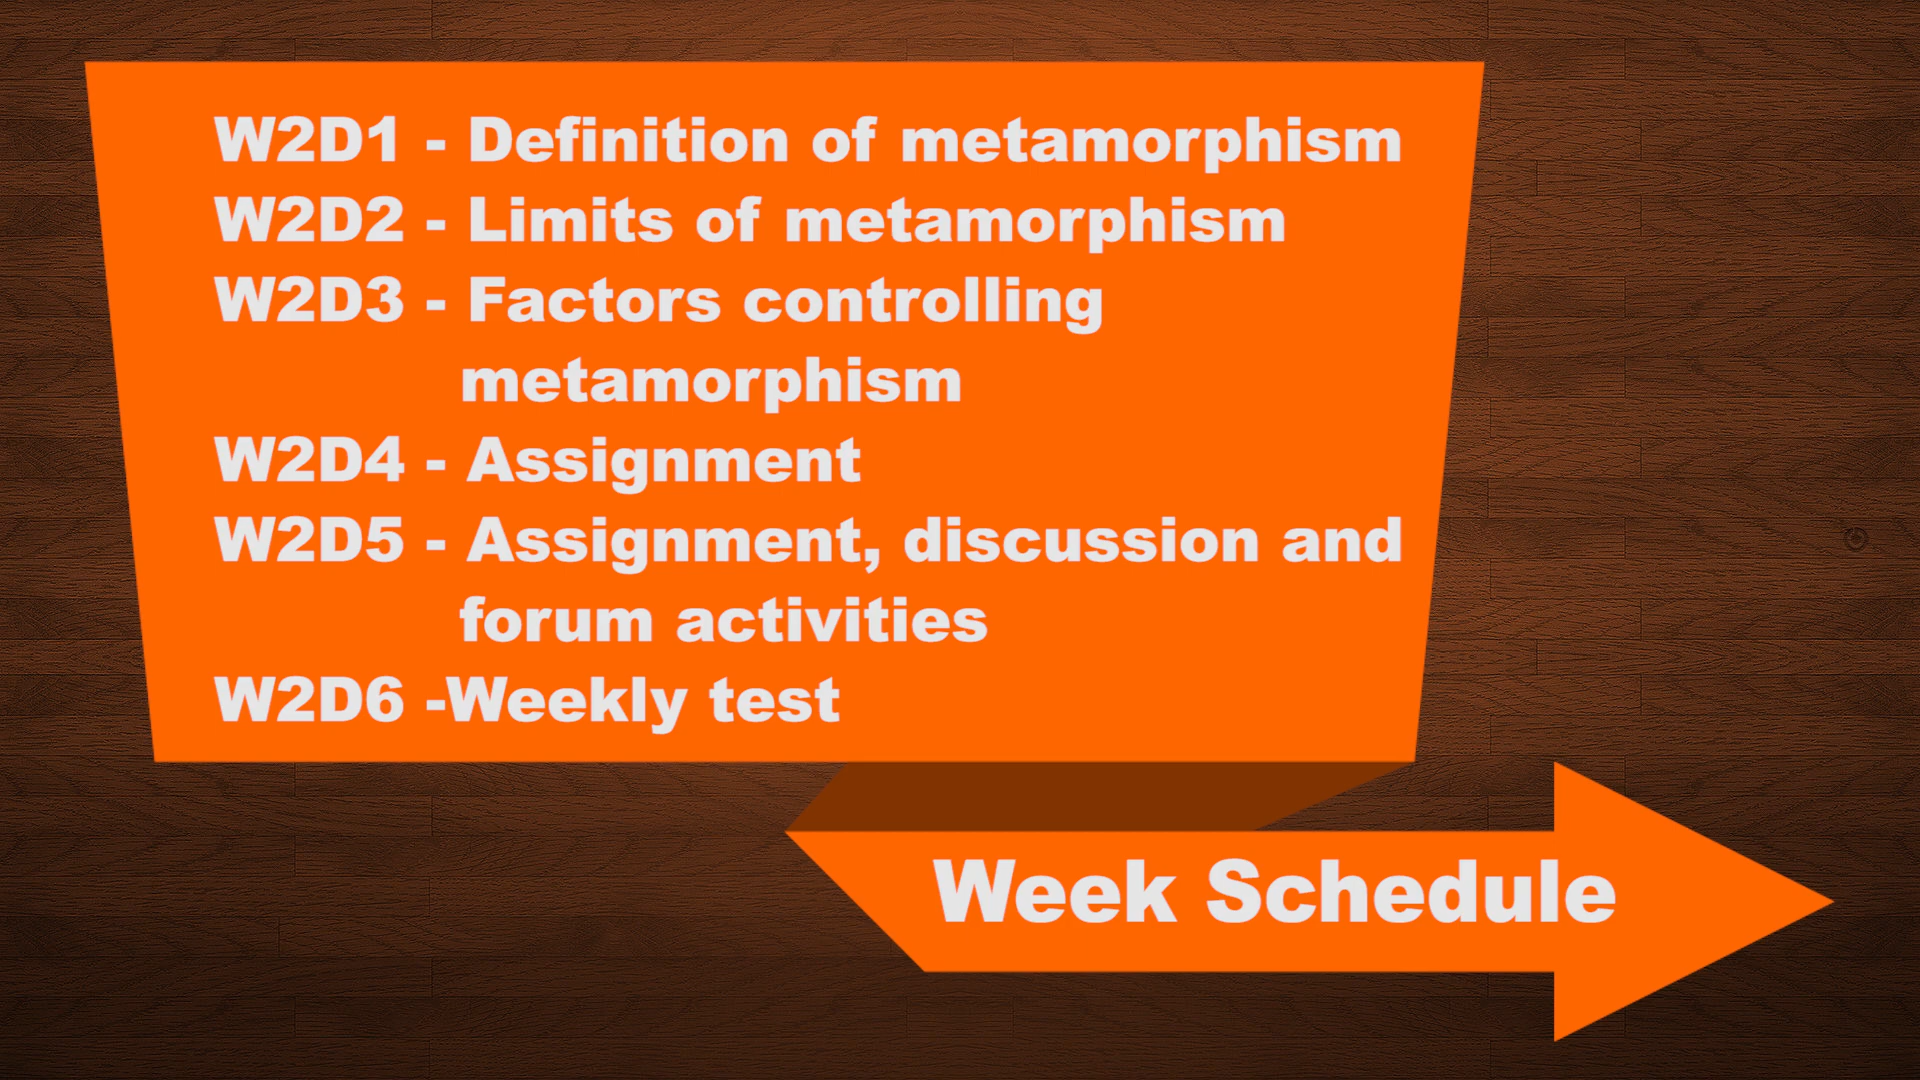 W2D1 - Definition of metamorphism
W2D2 - Limits of metamorphism
W2D3 - Factors controlling
metamorphism
W2D4 - Assignment
W2D5 - Assignment, discussion and
forum activities
W2D6 -Weekly test
Week Schedule